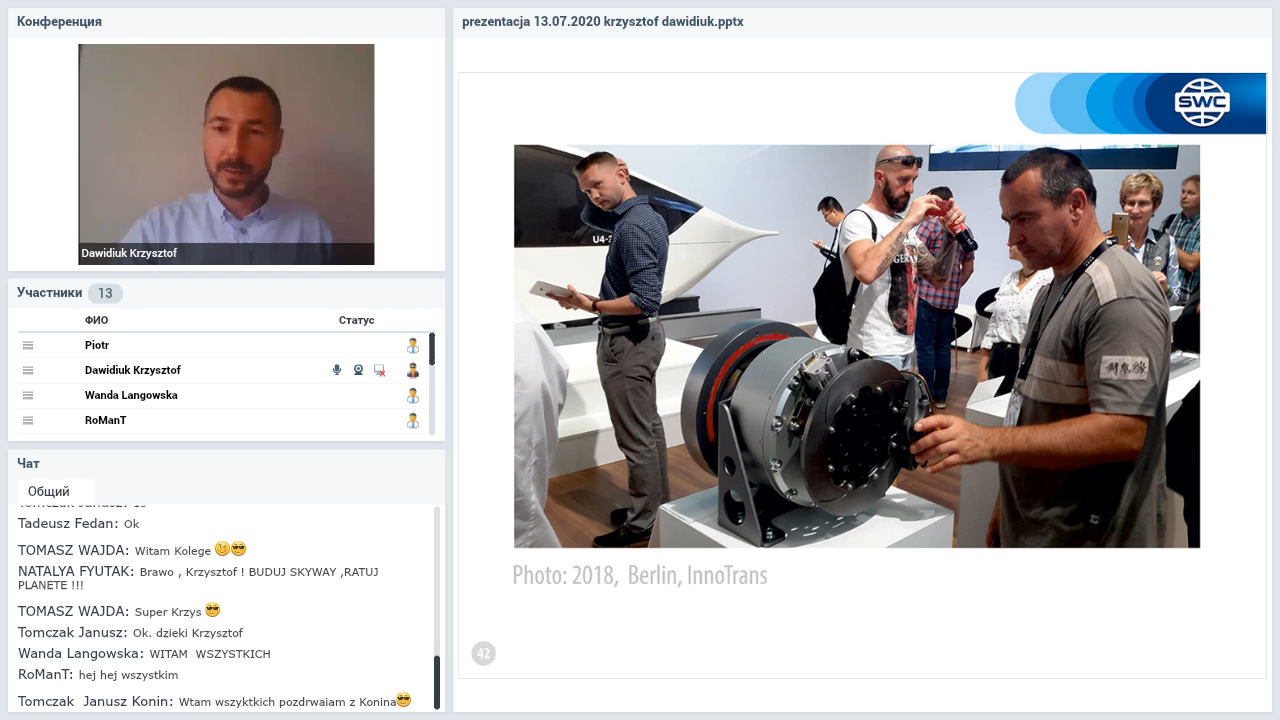 Конференция
Dawidiuk Krzysztof
Участники 13
ФИО Статус
Piotr
Dawidiuk Krzysztof
Wanda Langowska
RoManT
Чат
Общий
Tadeusz Fedan: Ok
TOMASZ WAJDA: Witam Kolege
NATALYA FYUTAK: Brawo , Krzysztof ! BUDUJ SKYWAY ,RATUJ
PLANETE !!!
TOMASZ WAJDA: Super Krzys
Tomczak Janusz: Ok. dzieki Krzysztof
Wanda Langowska: WITAM WSZYSTKICH
RoManT: hej hej wszystkim
Tomczak Janusz Konin: Wtam wszyktkich pozdrwaiam z Konina
prezentacja 13.07.2020 krzysztof dawidiuk.pptx
SWC
Photo: 2018, Berlin, InnoTrans
42